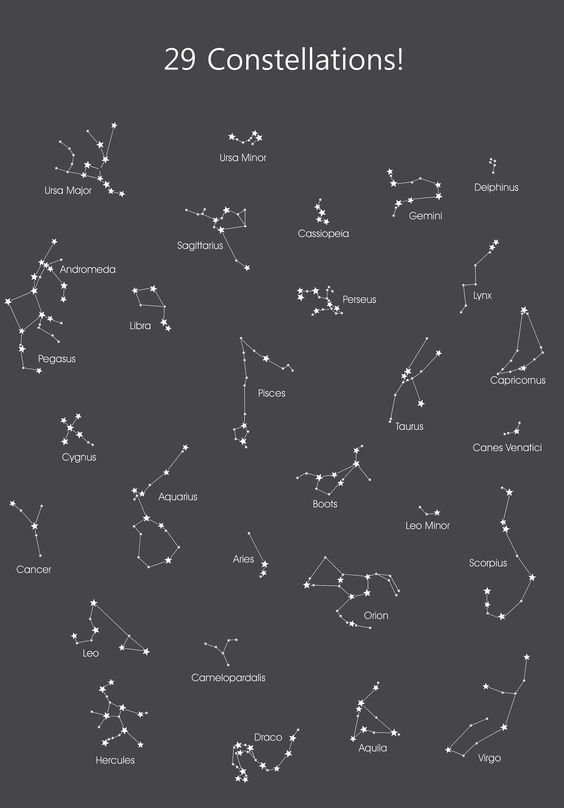 29 Constellations!
Ursa Minor
Ursa Major
Delphinus
Gemini
Cassiopeia
Sagittarius
Andromeda
Lynx
Perseus
Libra
Pegasus
Capricornus
Pisces
Taurus
Canes Venatici
Cygnus
Aquarius
Boots
Leo Minor
Aries
Scorpius
Cancer
Orion
Leo
Camelopardalis
Draco
Aquila
Hercules
Virgo